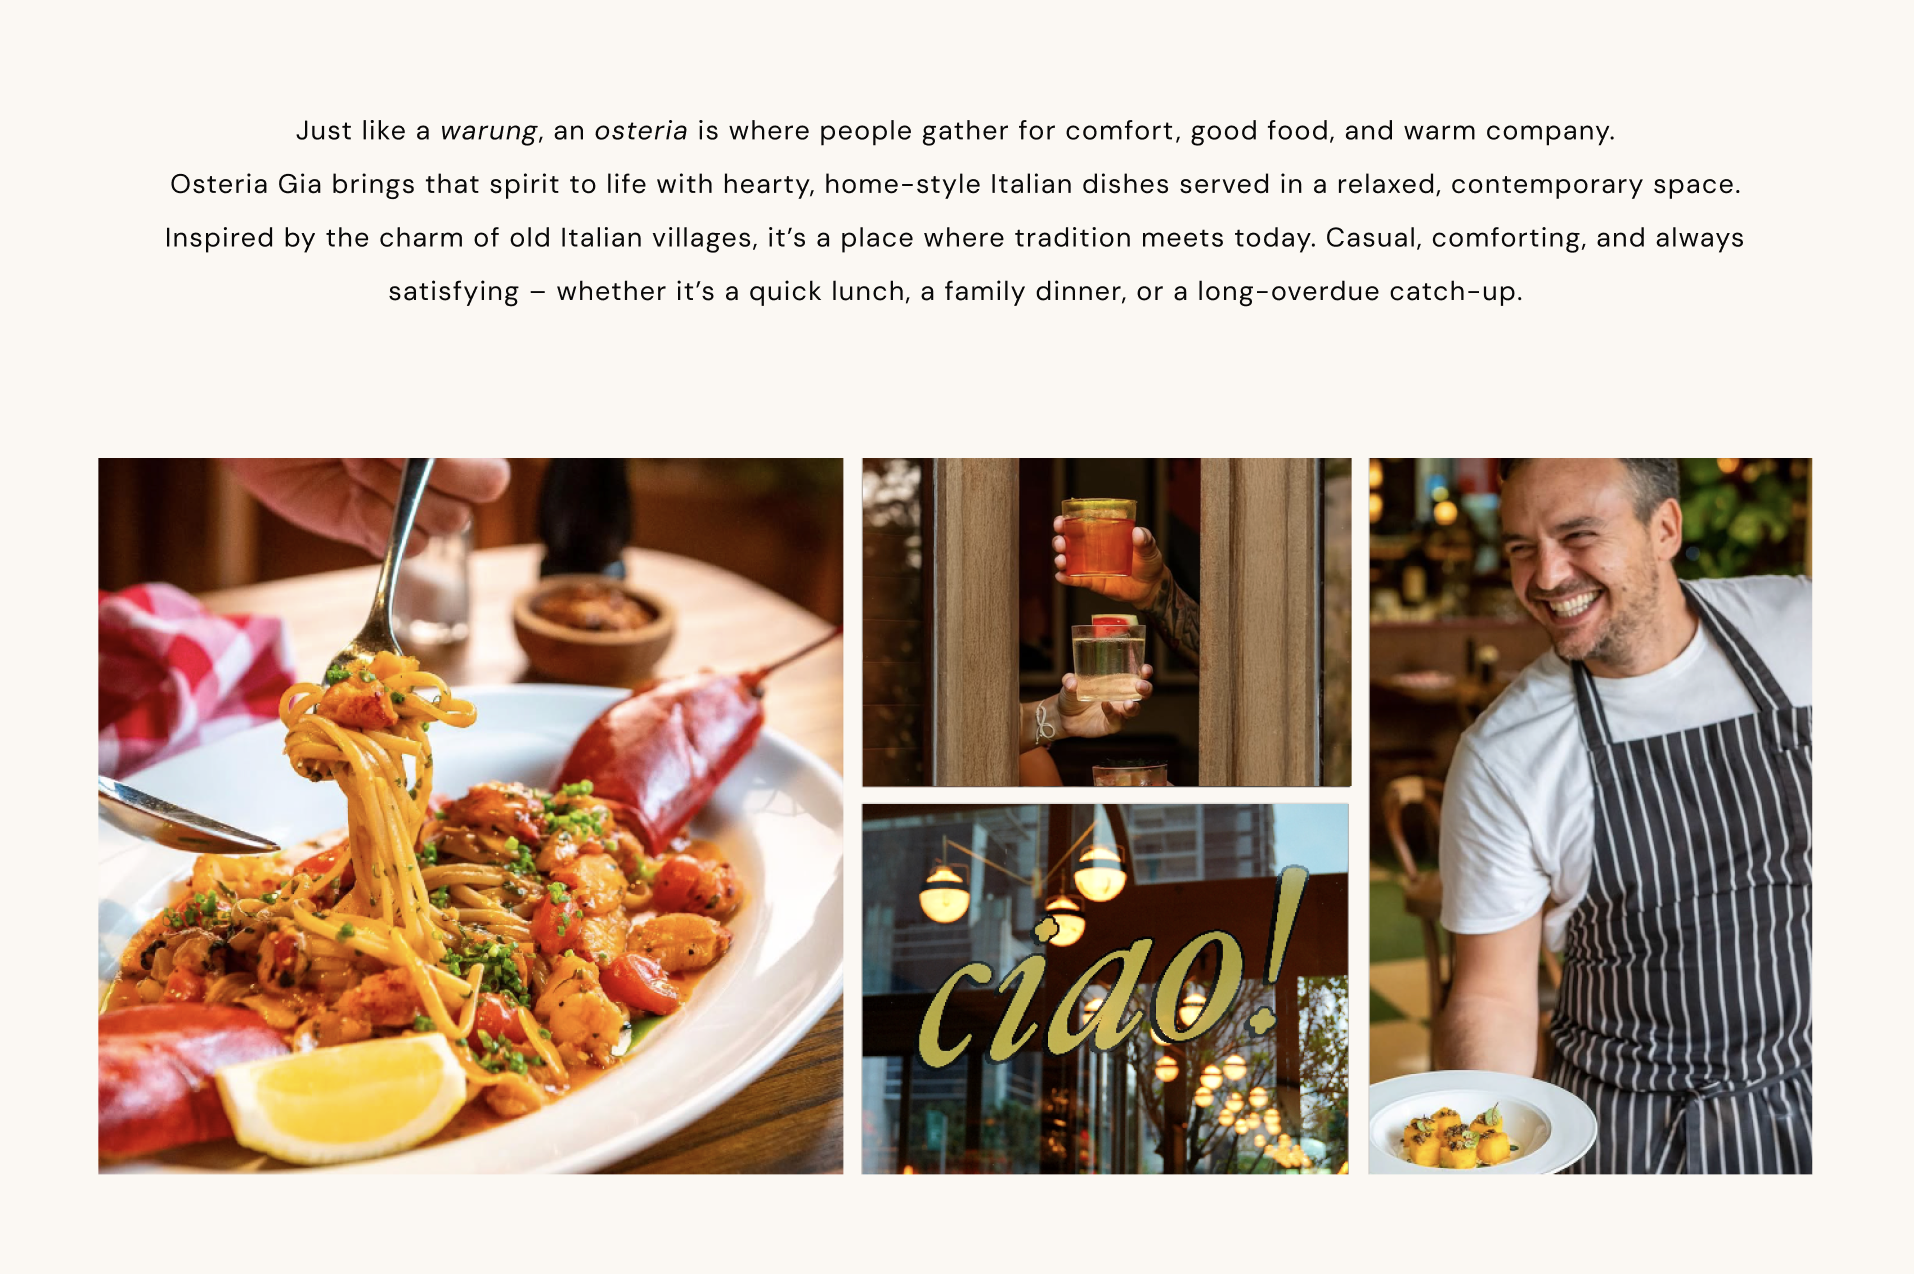 Just like a warung, an osteria is where people gather for comfort, good food, and warm company.
Osteria Gia brings that spirit to life with hearty, home-style Italian dishes served in a relaxed, contemporary space.
Inspired by the charm of old Italian villages, it’s a place where tradition meets today. Casual, comforting, and always
satisfying – whether it’s a quick lunch, a family dinner, or a long-overdue catch-up.
ciao!